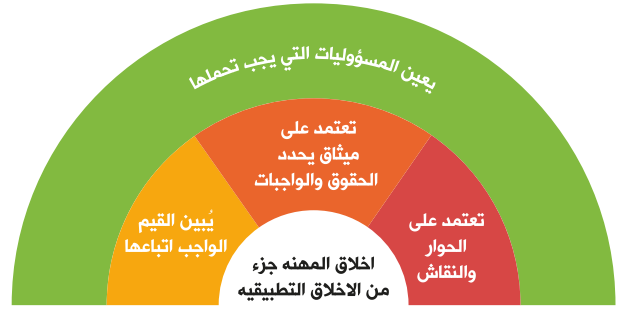 يعين المسؤوليات التي يجب تحملها
تعتمد على
ميثاق يحدد
الحقوق والواجبات
تعتمد على
الحوار
والنقاش
يُبين القيم
الواجب اتباعها
اخلاق المهنه جزء
من الاخلاق التطبيقيه